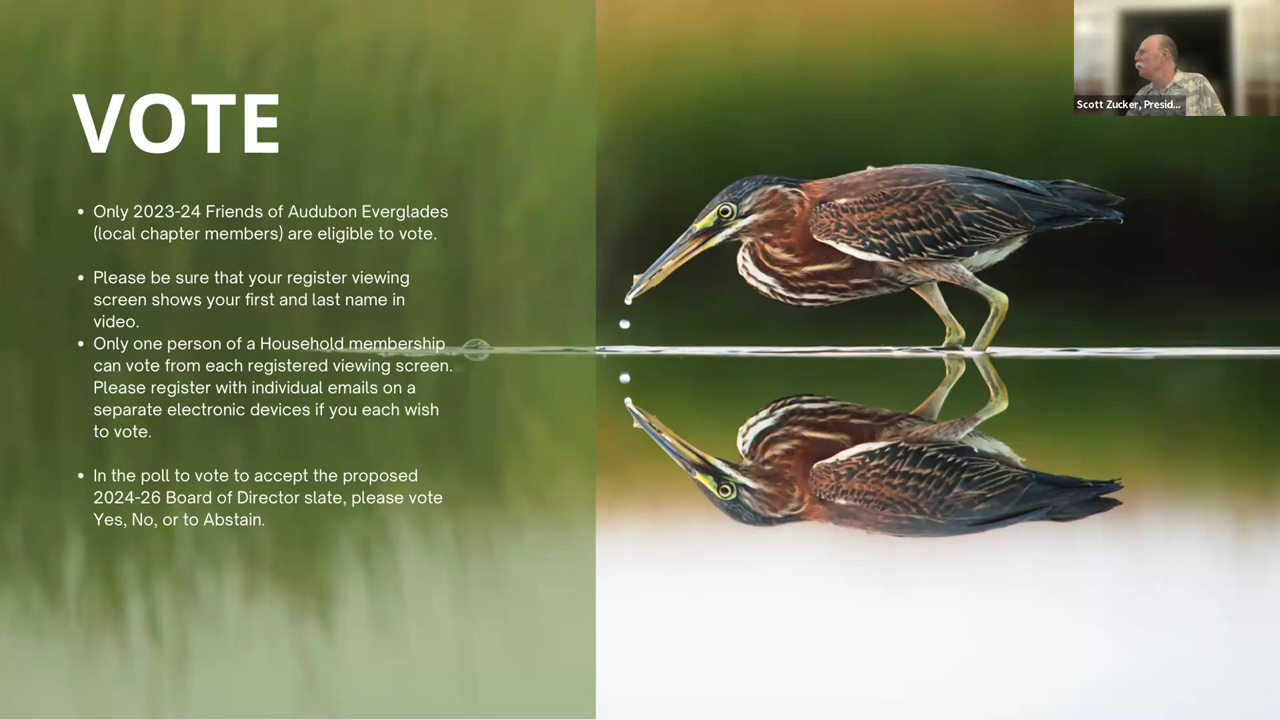 VOTE
• Only 2023-24 Friends of Audubon Everglades
(local chapter members) are eligible to vote.
• Please be sure that your register viewing
screen shows your first and last name in
video.
• Only one person of a Household membership
can vote from each registered viewing screen.
Please register with individual emails on a
separate electronic devices if you each wish
to vote.
• In the poll to vote to accept the proposed
2024-26 Board of Director slate, please vote
Yes, No, or to Abstain.
Scott Zucker, Presid...